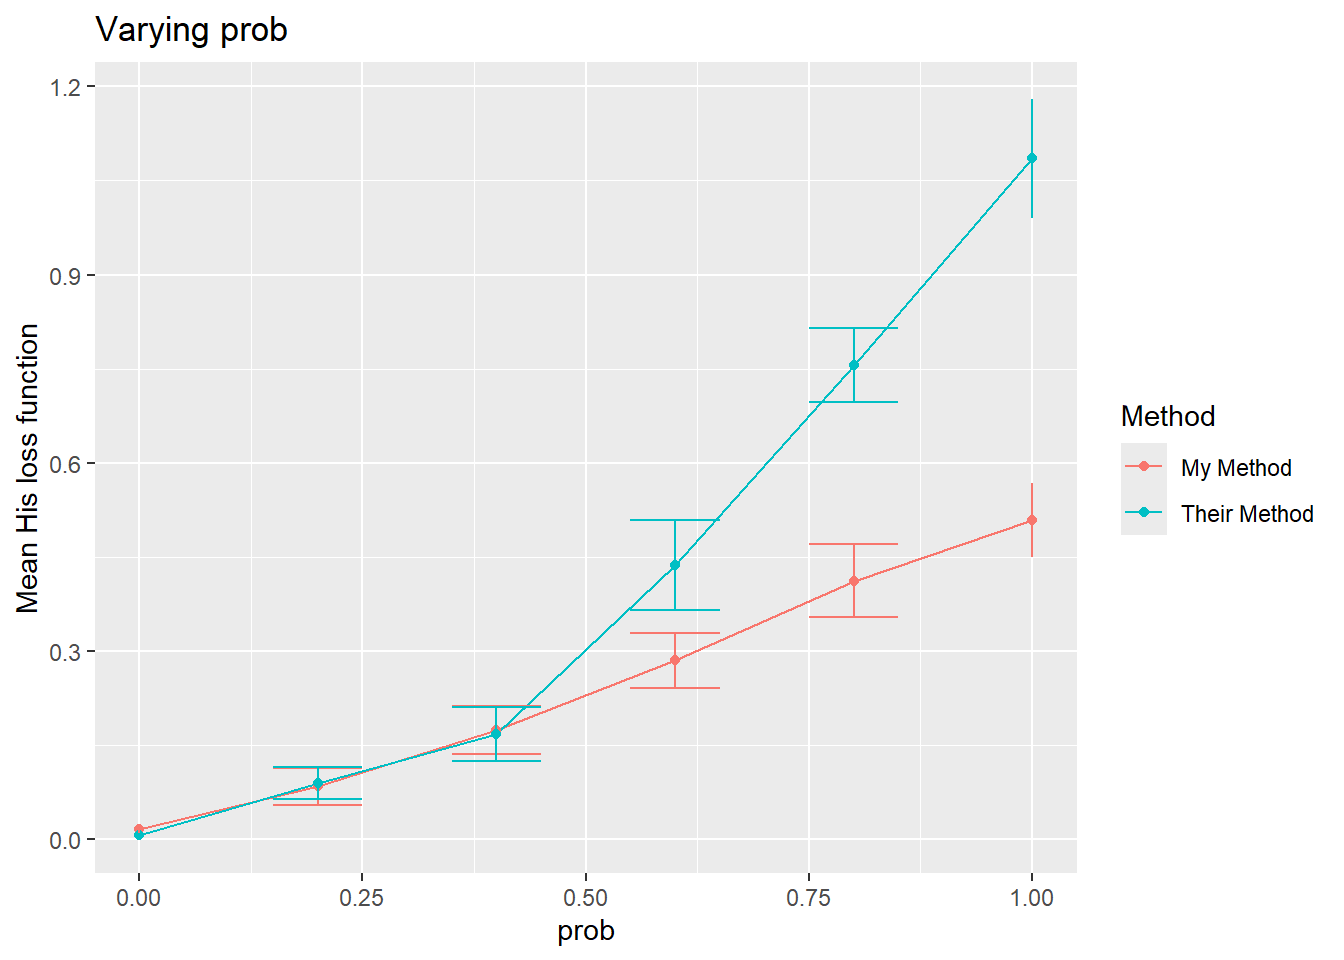 Varying prob
1.2
0.9
0.6
0.3
0.0
Mean His loss function
0.00 0.25 0.50 0.75 1.00
prob
Method
My Method
Their Method